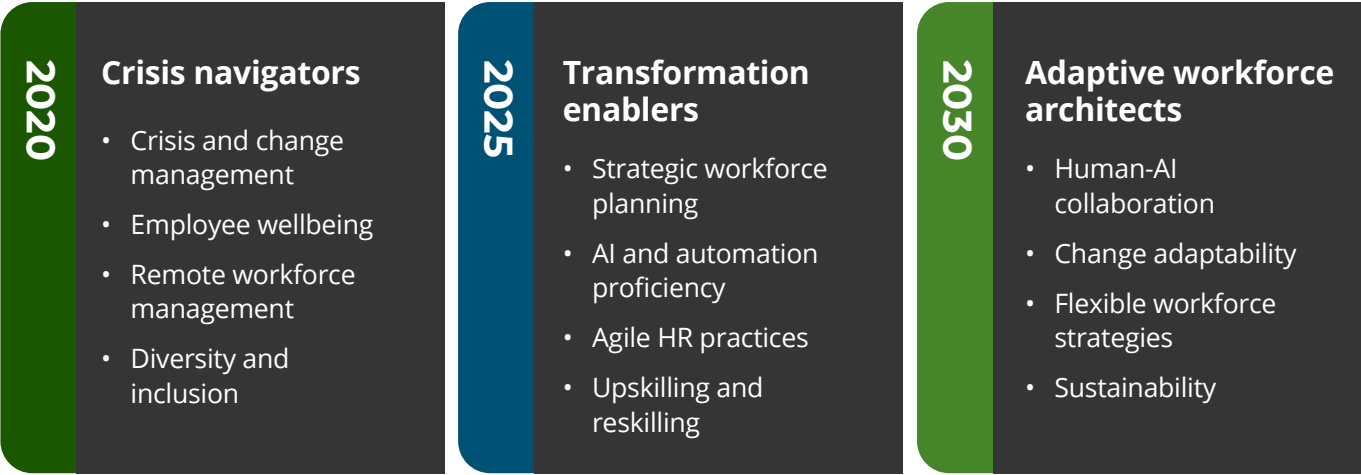 2020
Crisis navigators
• Crisis and change
management
• Employee wellbeing
• Remote workforce
management
• Diversity and
inclusion
2025
Transformation
enablers
• Strategic workforce
planning
• AI and automation
proficiency
• Agile HR practices
• Upskilling and
reskilling
2030
Adaptive workforce
architects
• Human-AI
collaboration
• Change adaptability
• Flexible workforce
strategies
• Sustainability